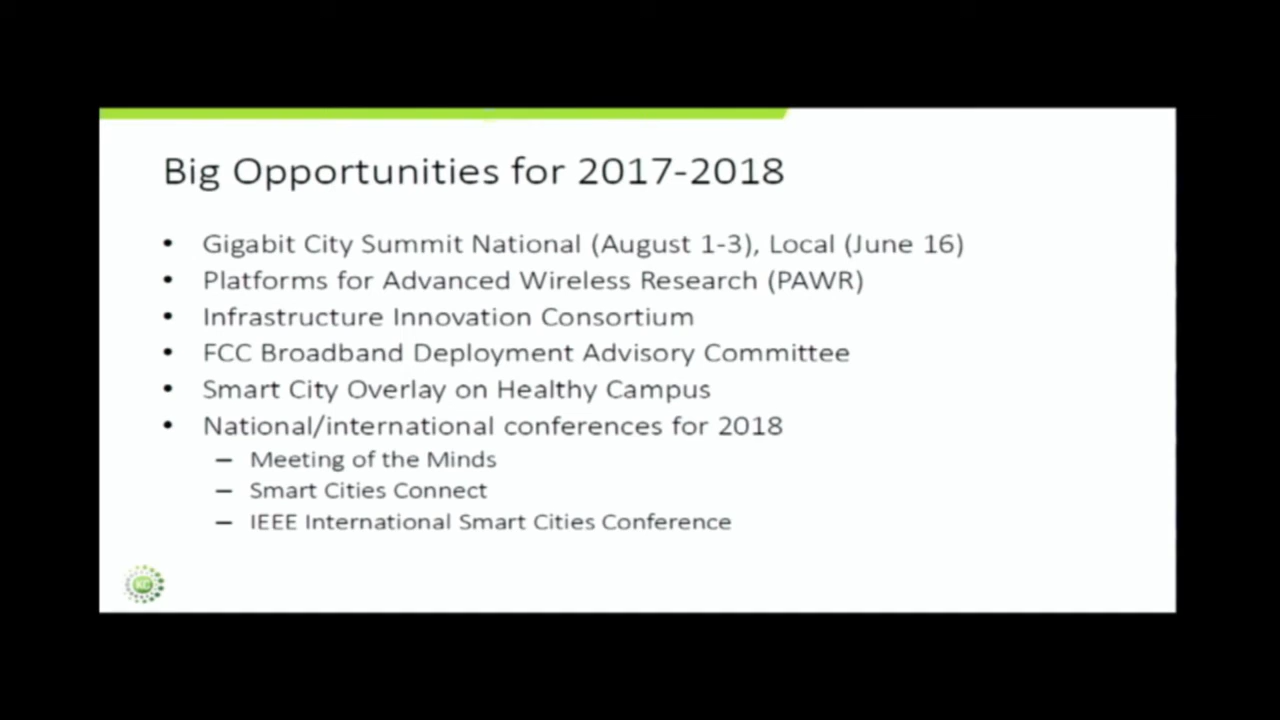 Big Opportunities for 2017-2018
• Gigabit City Summit National (August 1-3), Local (June 16)
• Platforms for Advanced Wireless Research (PAWR)
• Infrastructure Innovation Consortium
• FCC Broadband Deployment Advisory Committee
• Smart City Overlay on Healthy Campus
• National/international conferences for 2018
– Meeting of the Minds
– Smart Cities Connect
– IEEE International Smart Cities Conference
KC